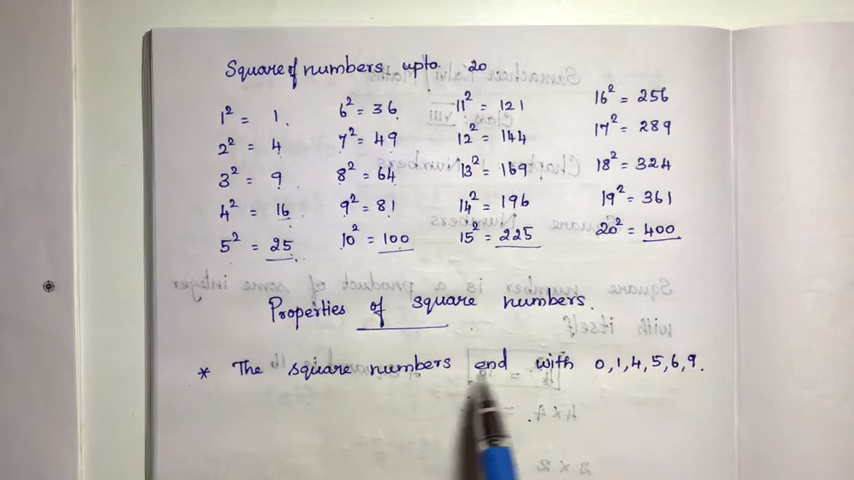 Square of numbers upto 20
1² = 1 6² = 36 11² = 121 16² = 256
2² = 4 7² = 49 12² = 144 17² = 289
3² = 9 8² = 64 13² = 169 18² = 324
4² = 16 9² = 81 14² = 196 19² = 361
5² = 25 10² = 100 15² = 225 20² = 400
Properties of square numbers.
* The square numbers end with 0,1,4,5,6,9.